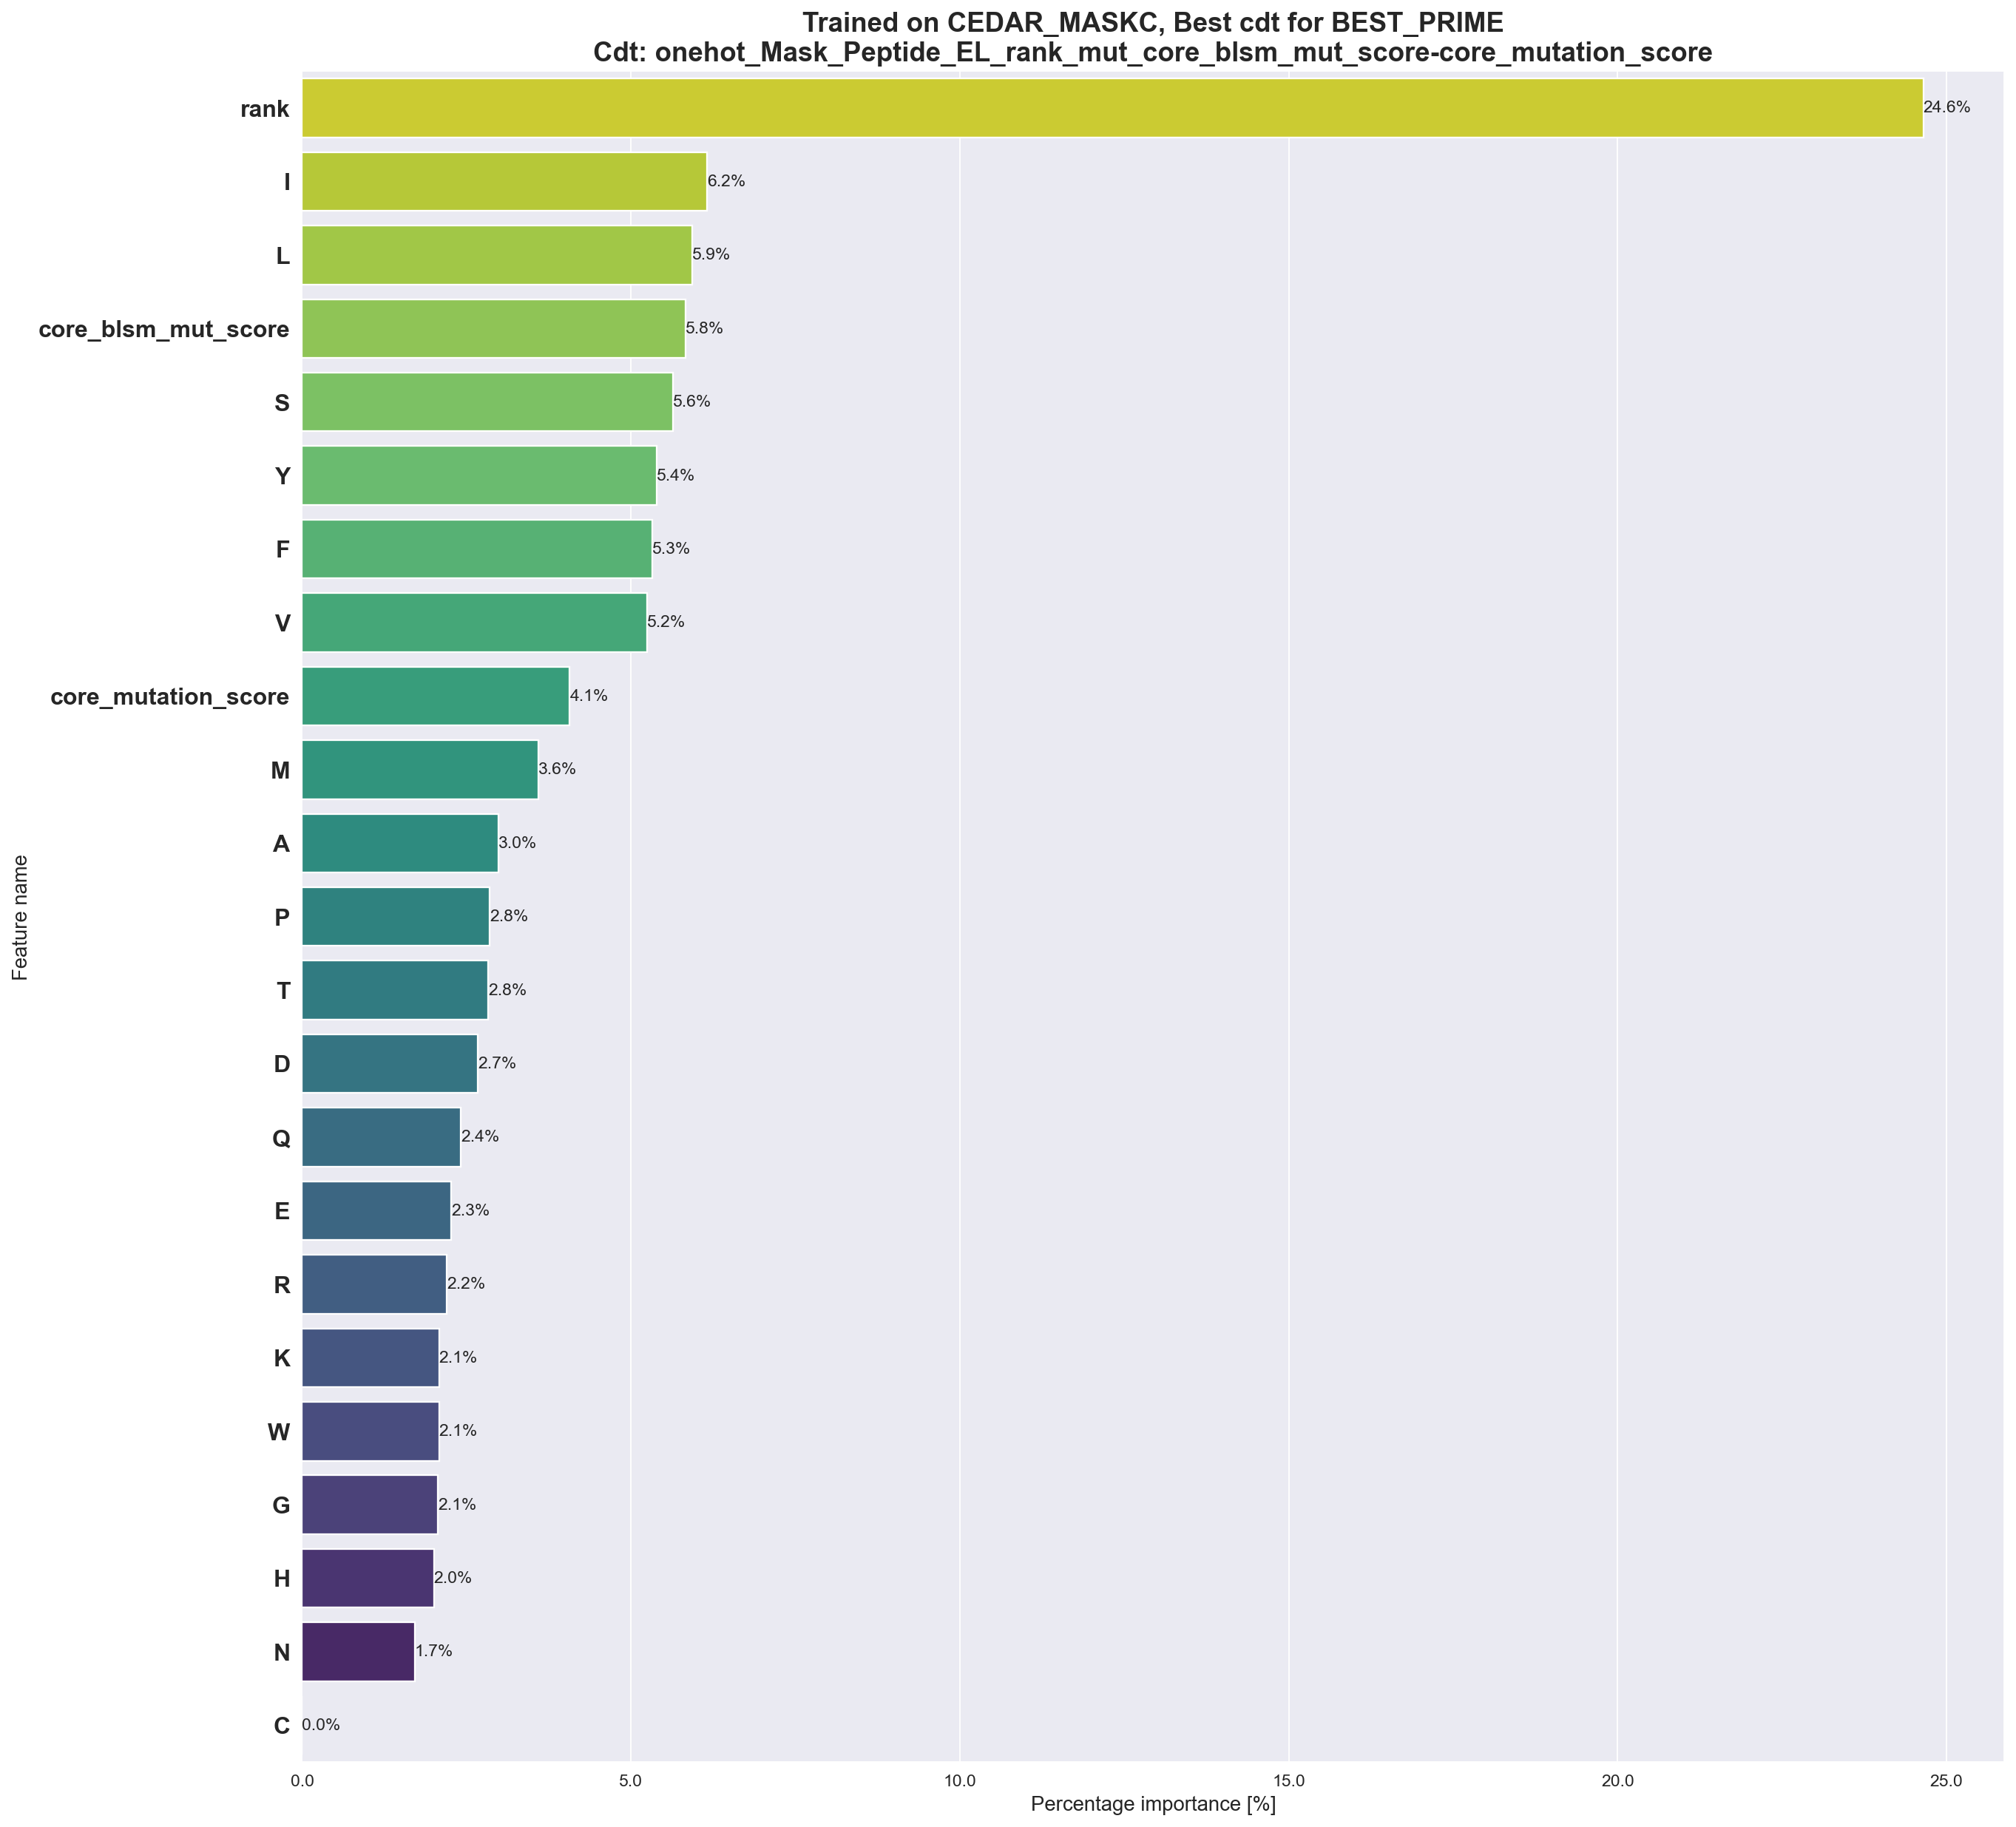 Trained on CEDAR_MASKC, Best cdt for BEST_PRIME
Cdt: onehot_Mask_Peptide_EL_rank_mut_core_blsm_mut_score-core_mutation_score
rank 24.6%
I 6.2%
L 5.9%
core_blsm_mut_score 5.8%
S 5.6%
Y 5.4%
F 5.3%
V 5.2%
core_mutation_score 4.1%
M 3.6%
A 3.0%
P 2.8%
T 2.8%
D 2.7%
Q 2.4%
E 2.3%
R 2.2%
K 2.1%
W 2.1%
G 2.1%
H 2.0%
N 1.7%
C 0.0%
Feature name
0.0 5.0 10.0 15.0 20.0 25.0
Percentage importance [%]